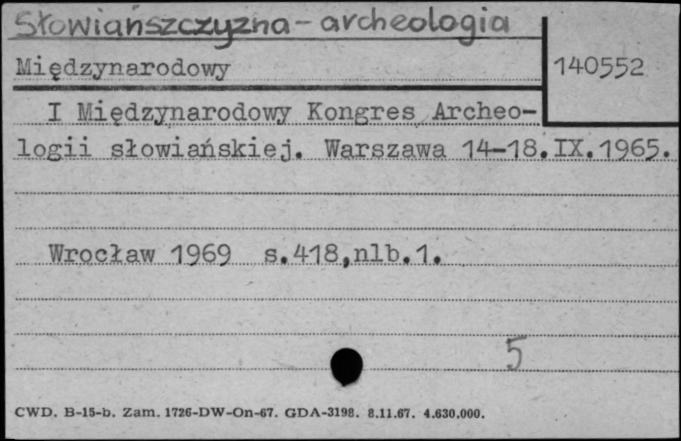 Słowiańszczyzna - archeologia
Międzynarodowy
140552
I Międzynarodowy Kongres Archeo-
logii słowiańskiej. Warszawa 14-18.IX.1965.
Wrocław 1969 s.418,nlb.1.
5
CWD. B-15-b. Zam. 1726-DW-On-67. GDA-3198. 8.11.67. 4.630.000.